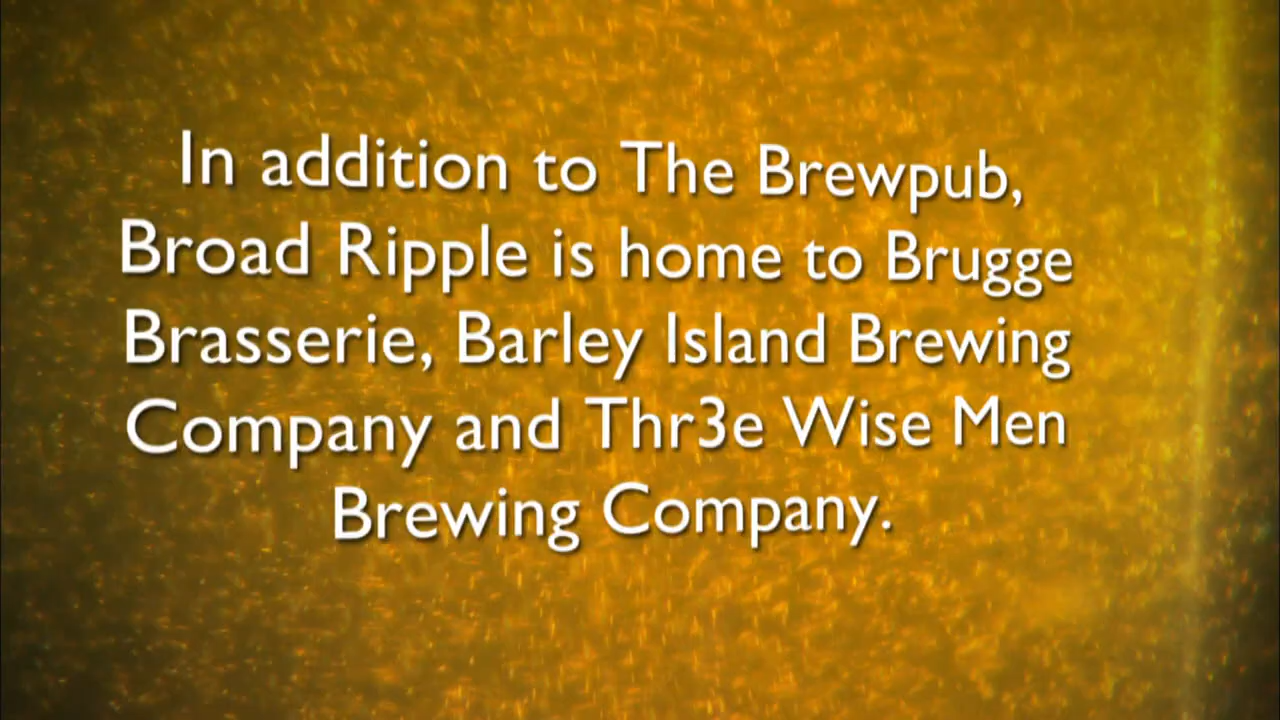 In addition to The Brewpub,
Broad Ripple is home to Brugge
Brasserie, Barley Island Brewing
Company and Thr3e Wise Men
Brewing Company.